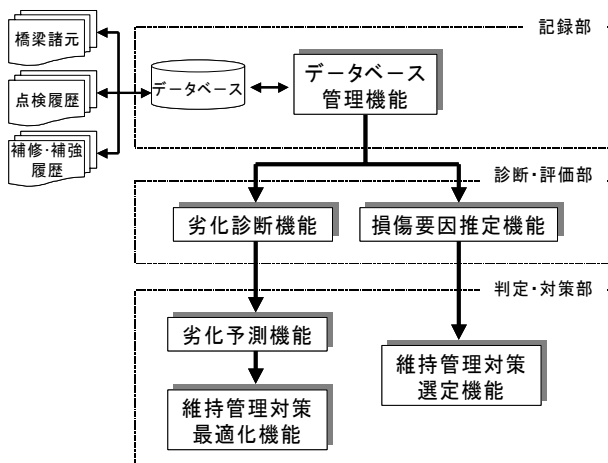 橋梁諸元
点検履歴
補修・補強
履歴
データベース
記録部
データベース
管理機能
診断・評価部
劣化診断機能
損傷要因推定機能
判定・対策部
劣化予測機能
維持管理対策
最適化機能
維持管理対策
選定機能